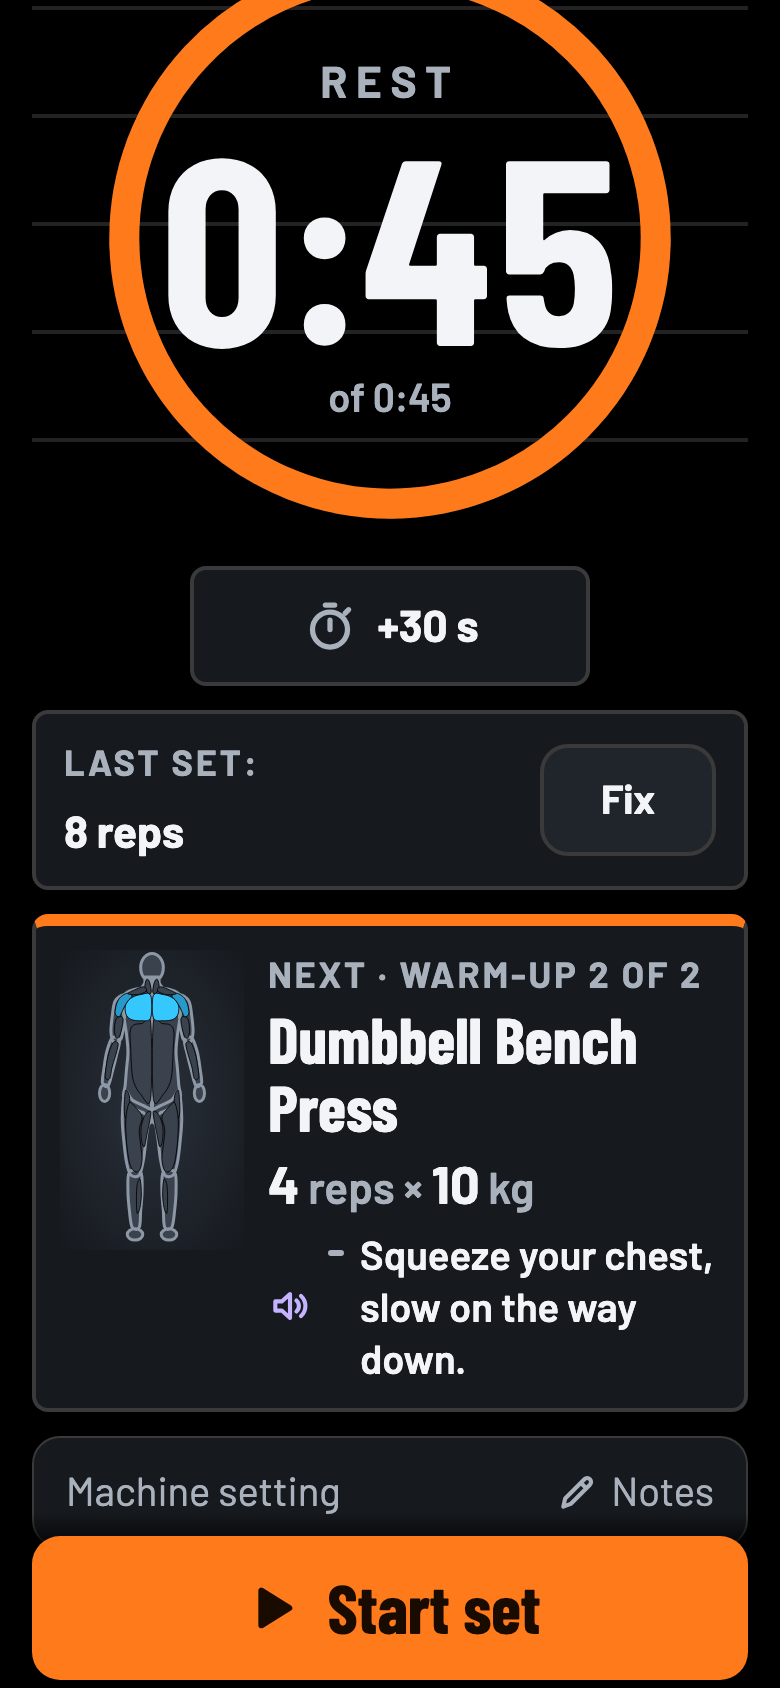 REST
0:45
of 0:45
+30 s
LAST SET:
8 reps
Fix
NEXT · WARM-UP 2 OF 2
Dumbbell Bench
Press
4 reps × 10 kg
- Squeeze your chest,
slow on the way
down.
Machine setting
Notes
Start set